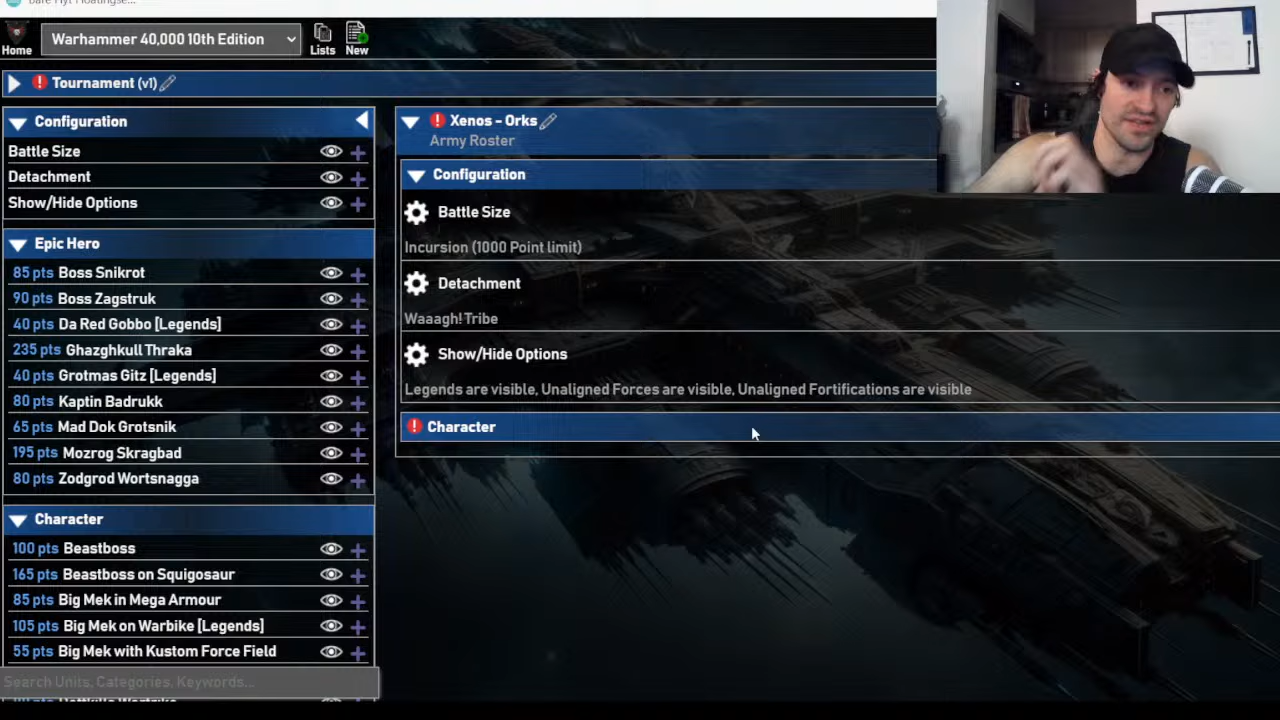 Warhammer 40,000 10th Edition
Home
Lists
New
Tournament (v1)
Configuration
Battle Size
Detachment
Show/Hide Options
Epic Hero
85 pts Boss Snikrot
90 pts Boss Zagstruk
40 pts Da Red Gobbo [Legends]
235 pts Ghazghkull Thraka
40 pts Grotmas Gitz [Legends]
80 pts Kaptin Badrukk
65 pts Mad Dok Grotsnik
195 pts Mozrog Skragbad
80 pts Zodgrod Wortsnagga
Character
100 pts Beastboss
165 pts Beastboss on Squigosaur
85 pts Big Mek in Mega Armour
105 pts Big Mek on Warbike [Legends]
55 pts Big Mek with Kustom Force Field
Search Units, Categories, Keywords...
Xenos - Orks
Army Roster
Configuration
Battle Size
Incursion (1000 Point limit)
Detachment
Waaagh! Tribe
Show/Hide Options
Legends are visible, Unaligned Forces are visible, Unaligned Fortifications are visible
Character